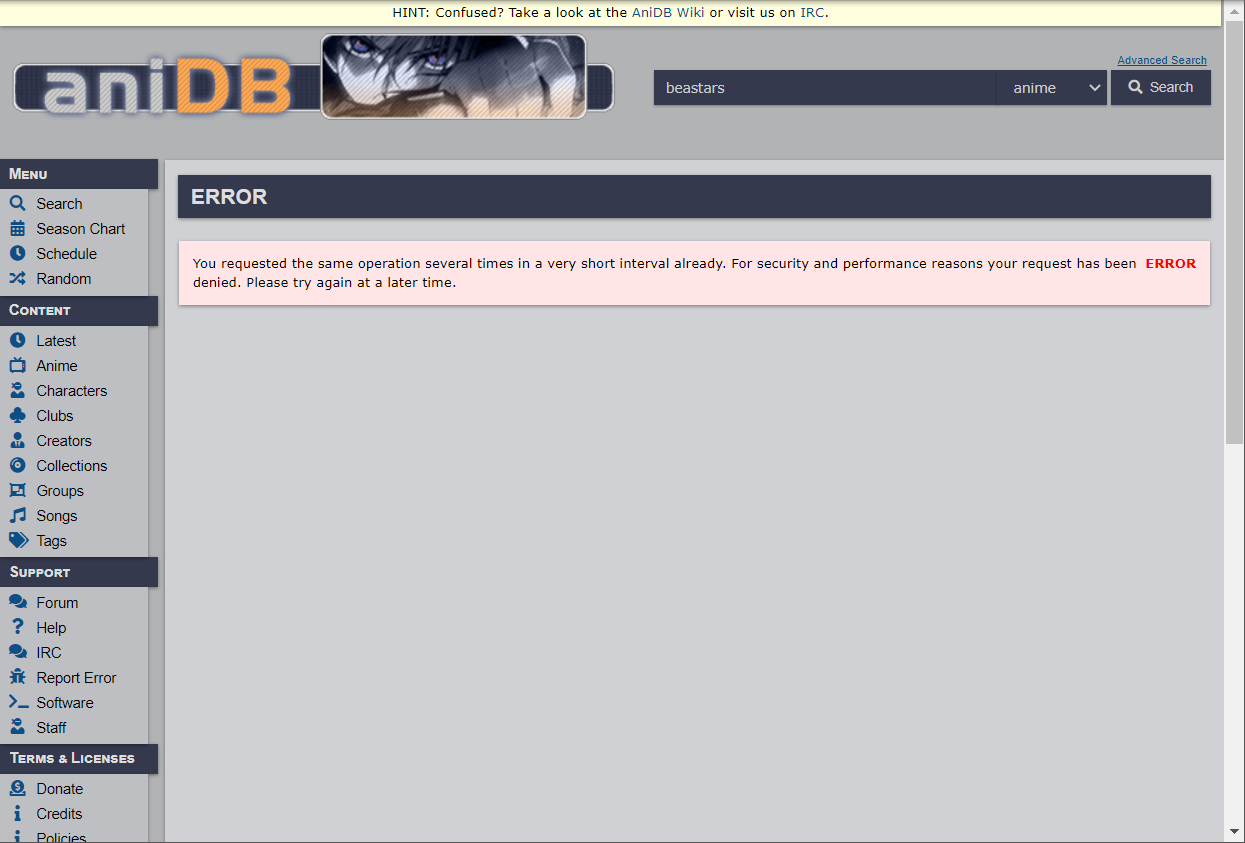 HINT: Confused? Take a look at the AniDB Wiki or visit us on IRC.
aniDB
Advanced Search
beastars
anime
Search
MENU
Search
Season Chart
Schedule
Random
CONTENT
Latest
Anime
Characters
Clubs
Creators
Collections
Groups
Songs
Tags
SUPPORT
Forum
Help
IRC
Report Error
Software
Staff
TERMS & LICENSES
Donate
Credits
Policies
ERROR
You requested the same operation several times in a very short interval already. For security and performance reasons your request has been ERROR
denied. Please try again at a later time.